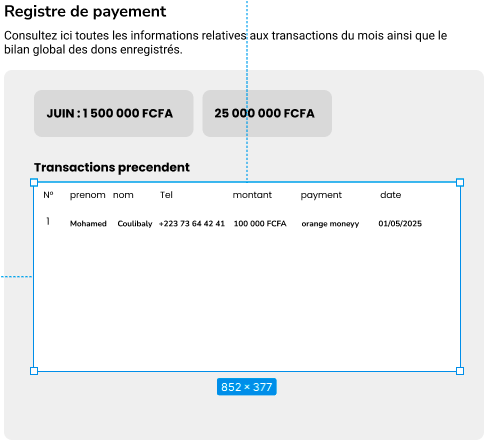 Registre de payement
Consultez ici toutes les informations relatives aux transactions du mois ainsi que le
bilan global des dons enregistrés.
JUIN : 1 500 000 FCFA
25 000 000 FCFA
Transactions precendent
N° prenom nom Tel montant payment date
1 Mohamed Coulibaly +223 73 64 42 41 100 000 FCFA orange moneyy 01/05/2025
852 × 377